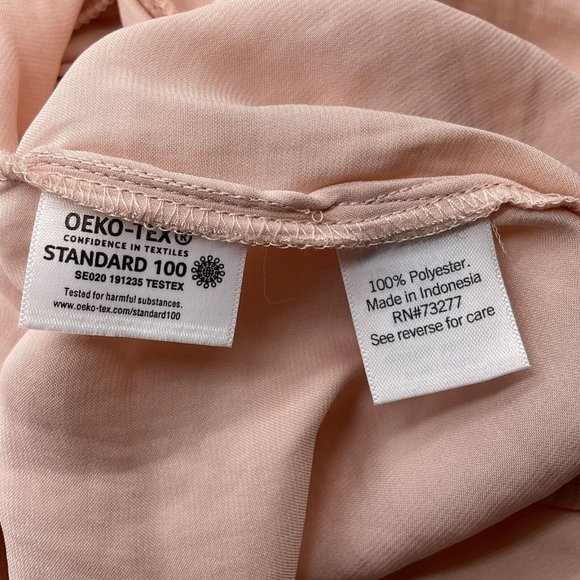 OEKO-TEX®
CONFIDENCE IN TEXTILES
STANDARD 100
SE020 191235 TESTEX
Tested for harmful substances.
www.oeko-tex.com/standard100
100% Polyester.
Made in Indonesia
RN#73277
See reverse for care